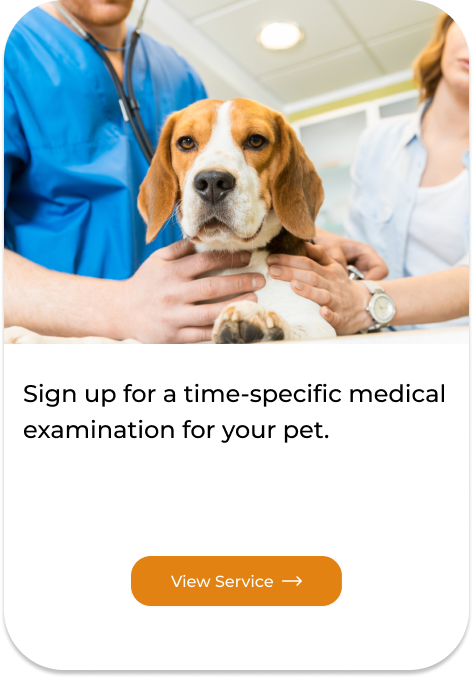 Sign up for a time-specific medical
examination for your pet.
View Service →